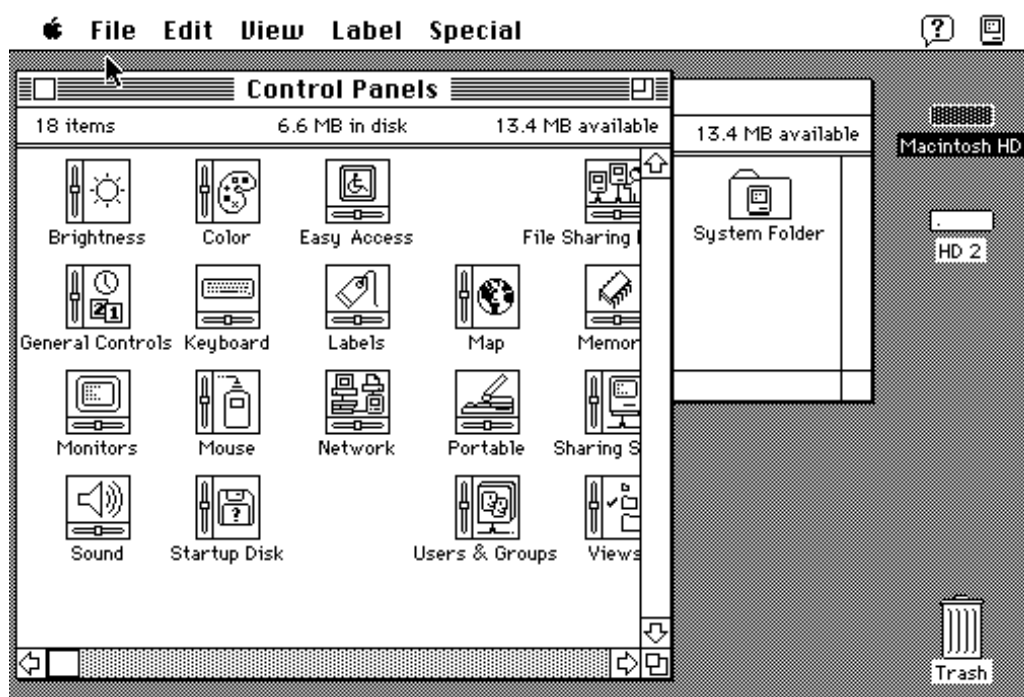 File Edit View Label Special
Control Panels
18 items 6.6 MB in disk 13.4 MB available
13.4 MB available
Macintosh HD
Brightness Color Easy Access File Sharing
System Folder
HD 2
General Controls Keyboard Labels Map Memor
Monitors Mouse Network Portable Sharing S
Sound Startup Disk Users & Groups Views
Trash